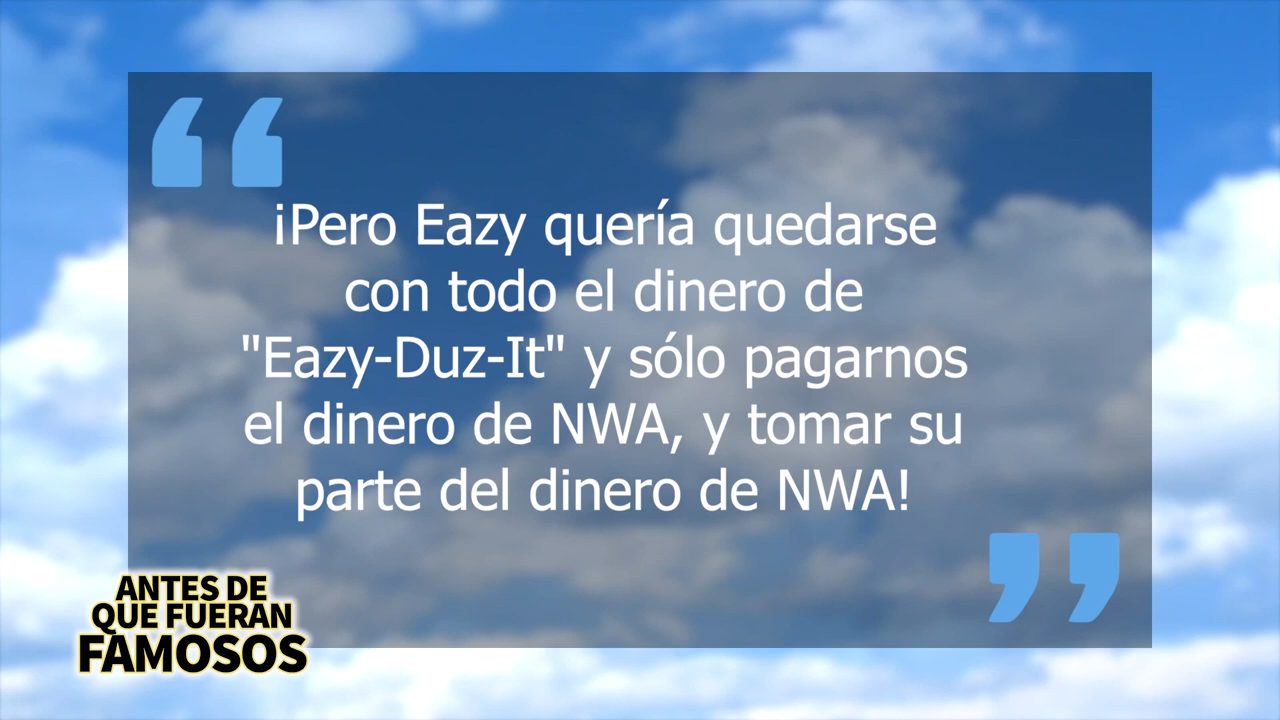 ¡Pero Eazy quería quedarse
con todo el dinero de
"Eazy-Duz-It" y sólo pagarnos
el dinero de NWA, y tomar su
parte del dinero de NWA!
ANTES DE
QUE FUERAN
FAMOSOS